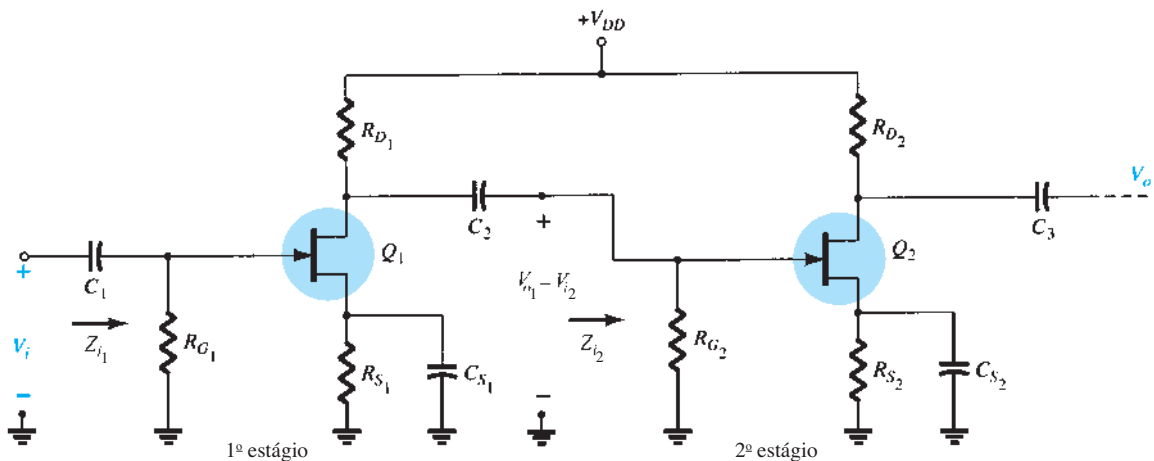 +V_DD
R_D1
R_D2
V_o
C_2
+
C_3
Q_1
Q_2
+
C_1
V_o1 – V_i2
Z_i1
R_G1
Z_i2
R_G2
V_i
R_S1
C_S1
R_S2
C_S2
–
–
1º estágio
2º estágio